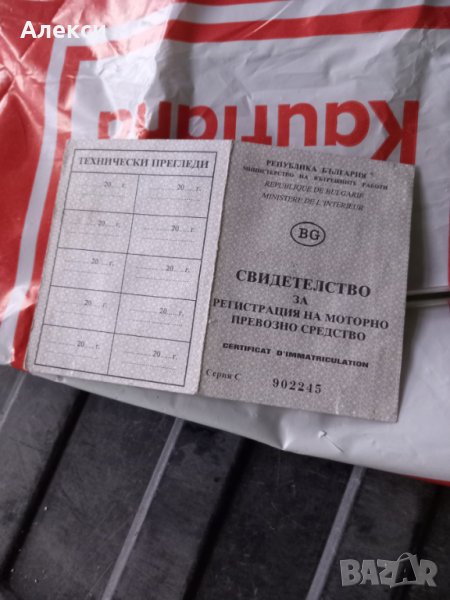 Алекси
Kaufland
ТЕХНИЧЕСКИ ПРЕГЛЕДИ
20.....г.
20.....г.
20.....г.
20.....г.
20.....г.
20.....г.
20.....г.
20.....г.
20.....г.
20.....г.
РЕПУБЛИКА БЪЛГАРИЯ
МИНИСТЕРСТВО НА ВЪТРЕШНИТЕ РАБОТИ
REPUBLIQUE DE BULGARIE
MINISTERE DE L'INTERIEUR
BG
СВИДЕТЕЛСТВО
ЗА
РЕГИСТРАЦИЯ НА МОТОРНО
ПРЕВОЗНО СРЕДСТВО
CERTIFICAT D'IMMATRICULATION
Серия С 902245
BAZAR